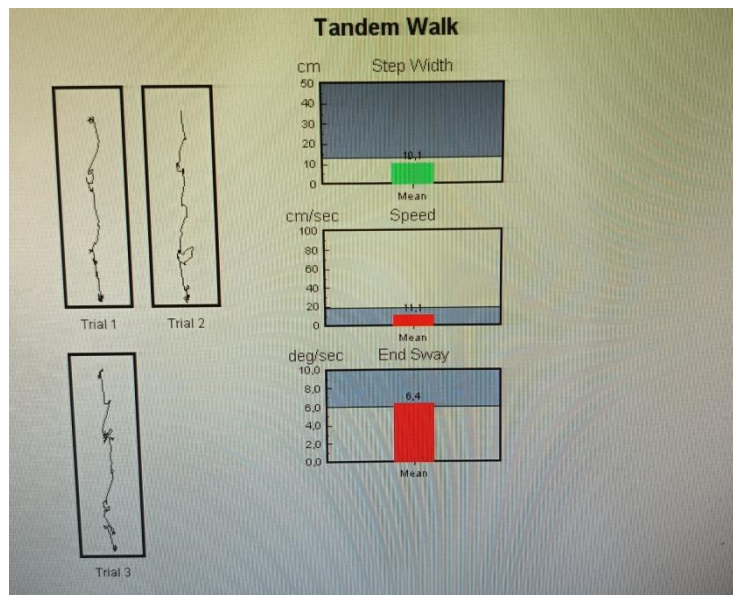 Tandem Walk
cm Step Width
50
40
30
20
10
0
10,1
Mean
cm/sec Speed
100
80
60
40
20
0
11,1
Mean
deg/sec End Sway
10,0
8,0
6,0
4,0
2,0
0,0
6,4
Mean
Trial 1 Trial 2
Trial 3